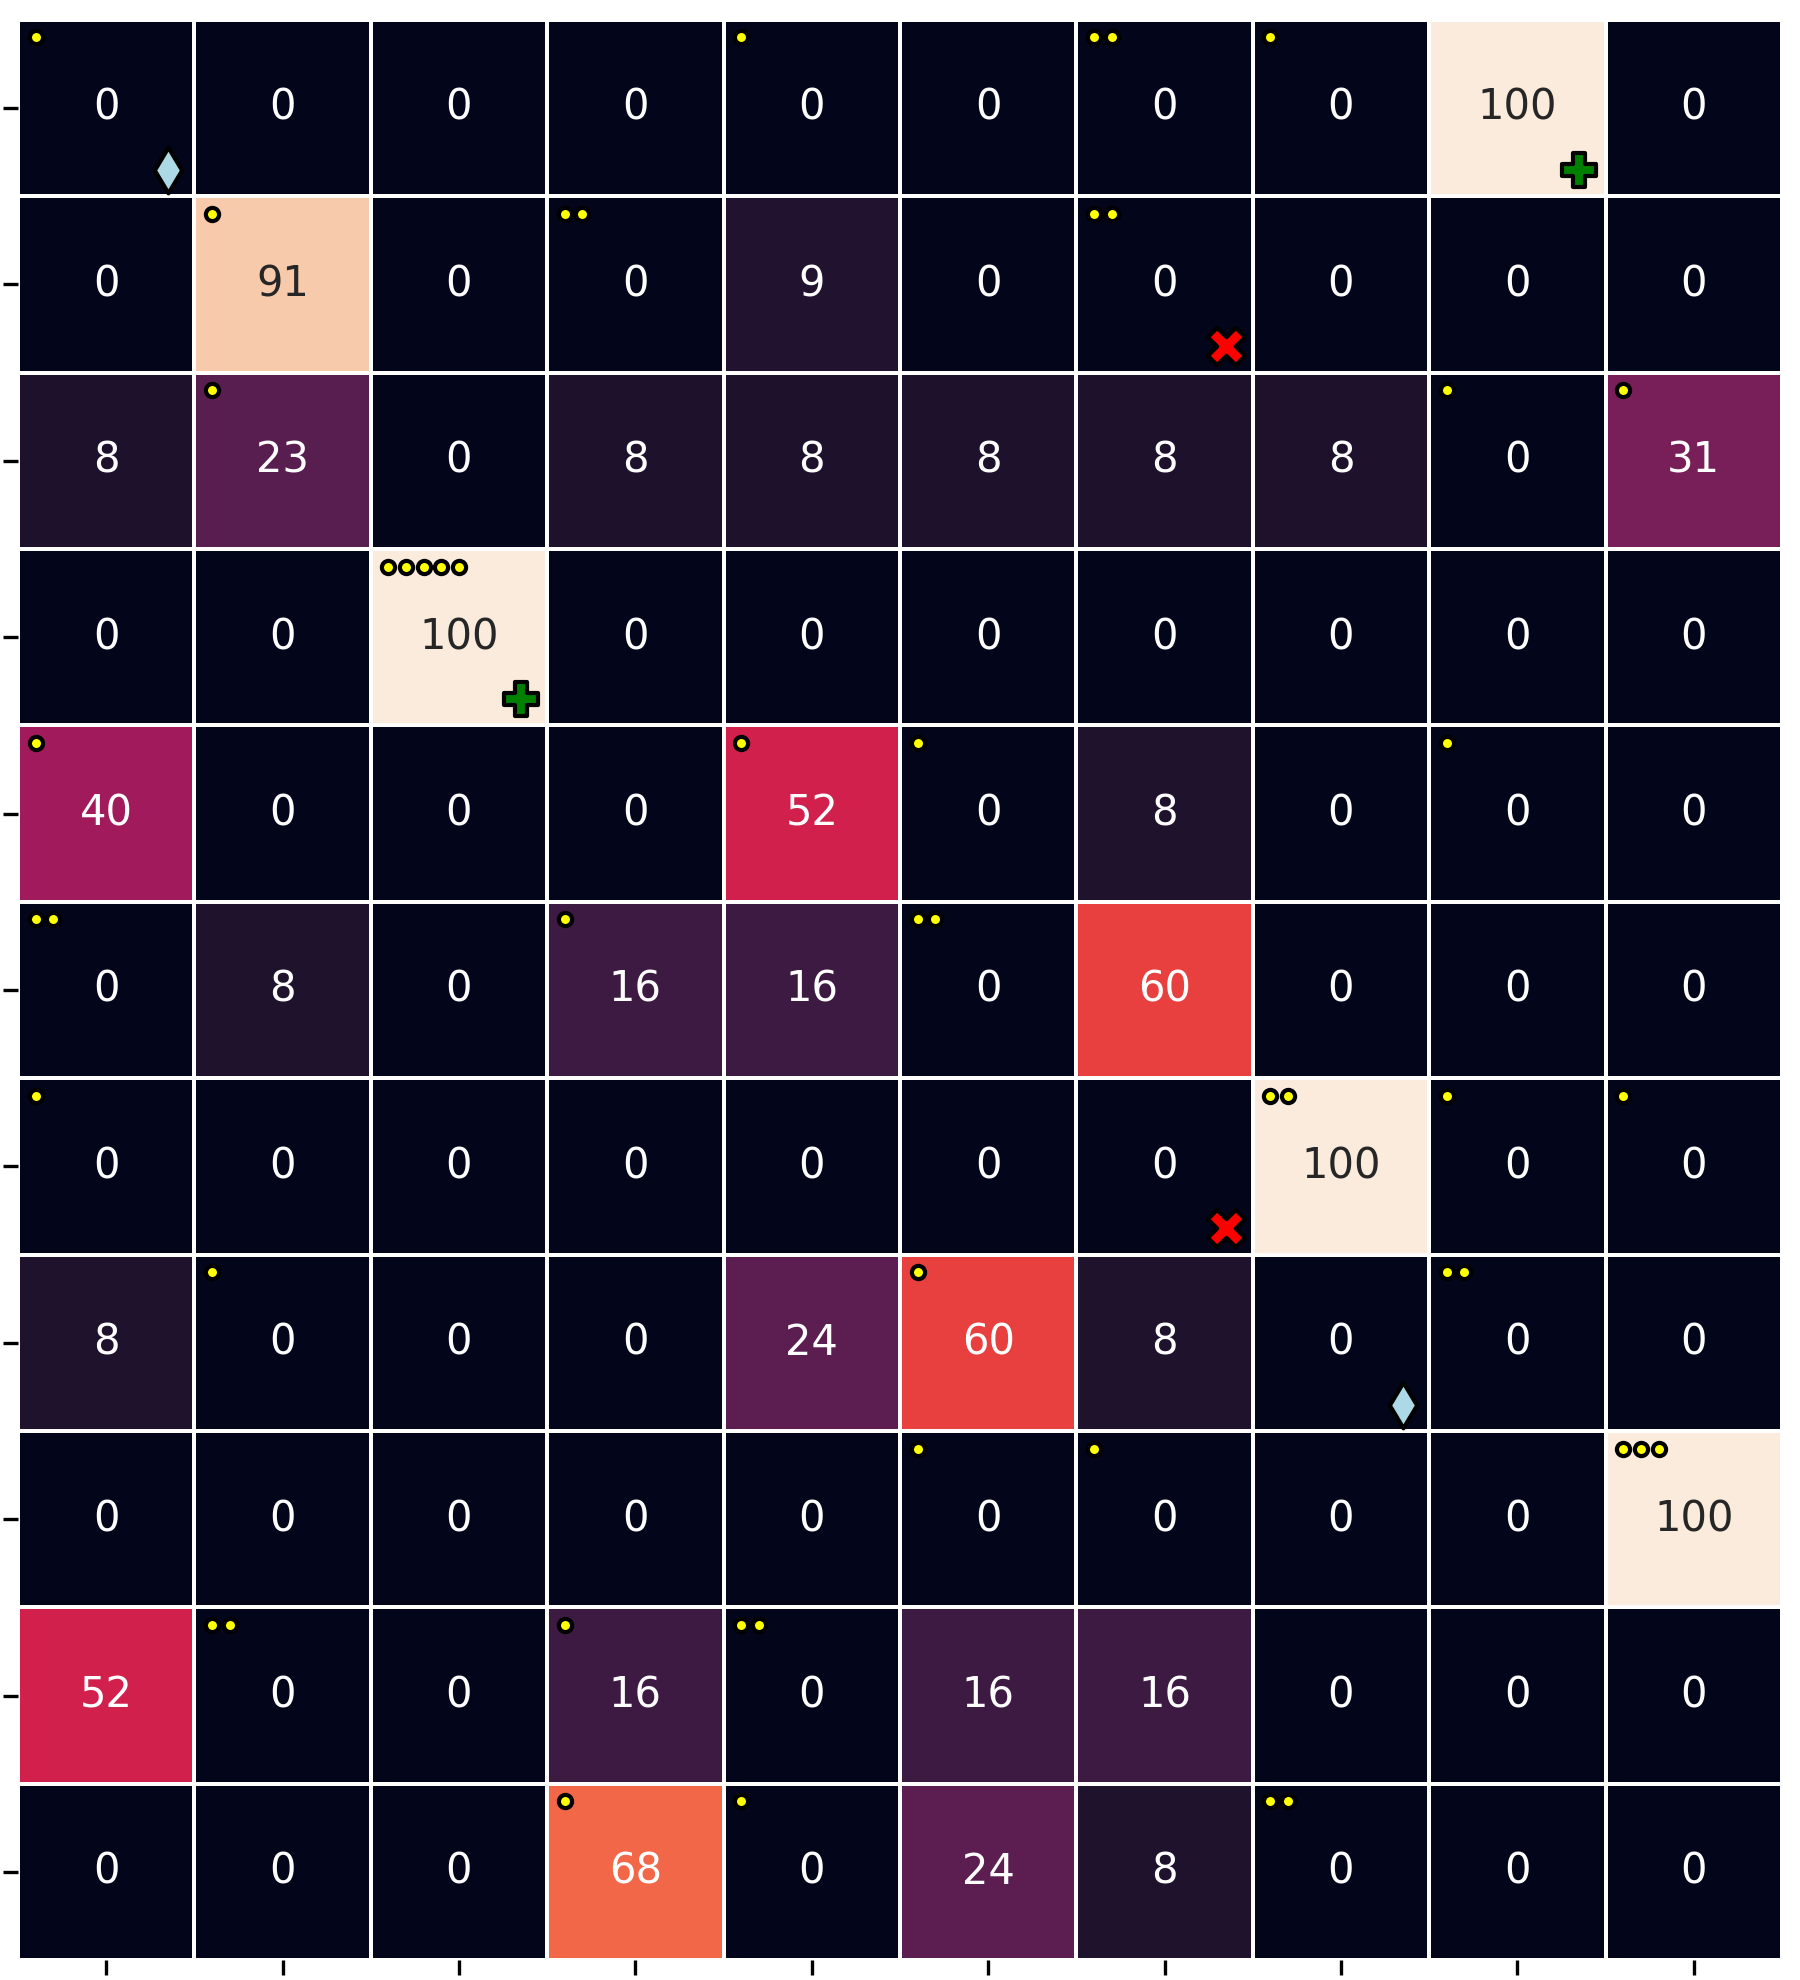 0 0 0 0 0 0 0 0 100 0
0 91 0 0 9 0 0 0 0 0
8 23 0 8 8 8 8 8 0 31
0 0 100 0 0 0 0 0 0 0
40 0 0 0 52 0 8 0 0 0
0 8 0 16 16 0 60 0 0 0
0 0 0 0 0 0 0 100 0 0
8 0 0 0 24 60 8 0 0 0
0 0 0 0 0 0 0 0 0 100
52 0 0 16 0 16 16 0 0 0
0 0 0 68 0 24 8 0 0 0